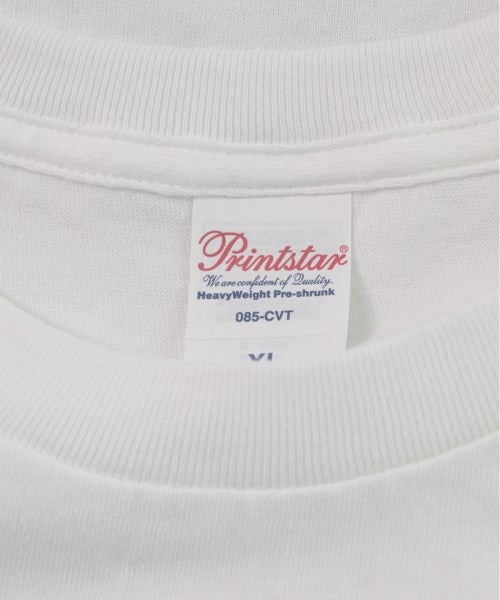 Printstar®
We are confident of Quality.
HeavyWeight Pre-shrunk
085-CVT
XL